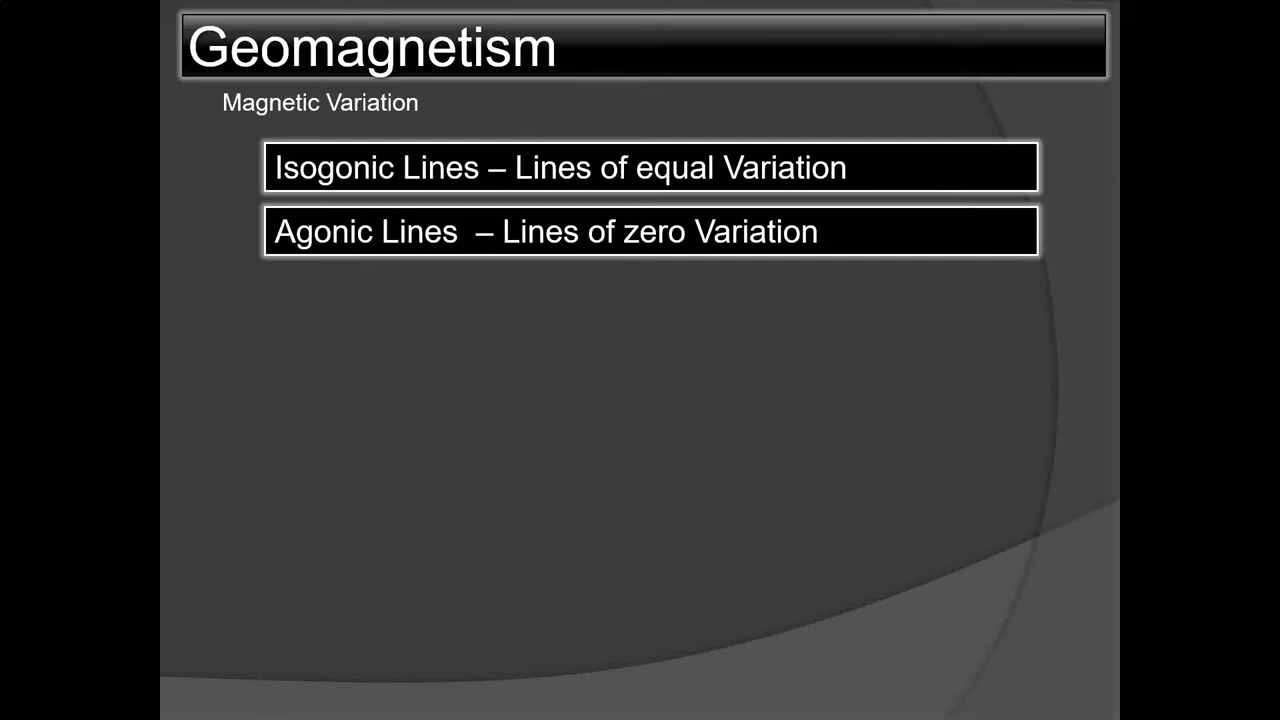 Geomagnetism
Magnetic Variation
Isogonic Lines – Lines of equal Variation
Agonic Lines – Lines of zero Variation